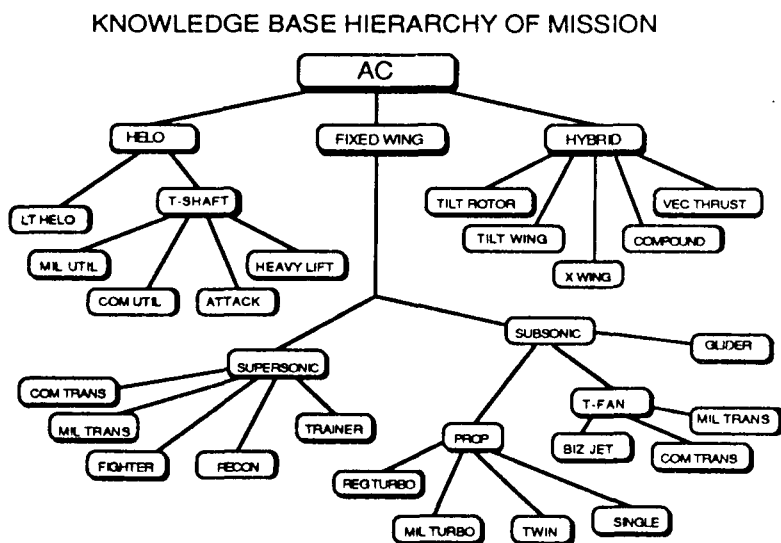 KNOWLEDGE BASE HIERARCHY OF MISSION
AC
HELO
FIXED WING
HYBRID
LT HELO
T-SHAFT
TILT ROTOR
VEC THRUST
TILT WING
COMPOUND
MIL UTIL
HEAVY LIFT
X WING
COM UTIL
ATTACK
SUBSONIC
GLIDER
SUPERSONIC
COM TRANS
T-FAN
MIL TRANS
MIL TRANS
TRAINER
PROP
BIZ JET
COM TRANS
FIGHTER
RECON
REG TURBO
MIL TURBO
TWIN
SINGLE